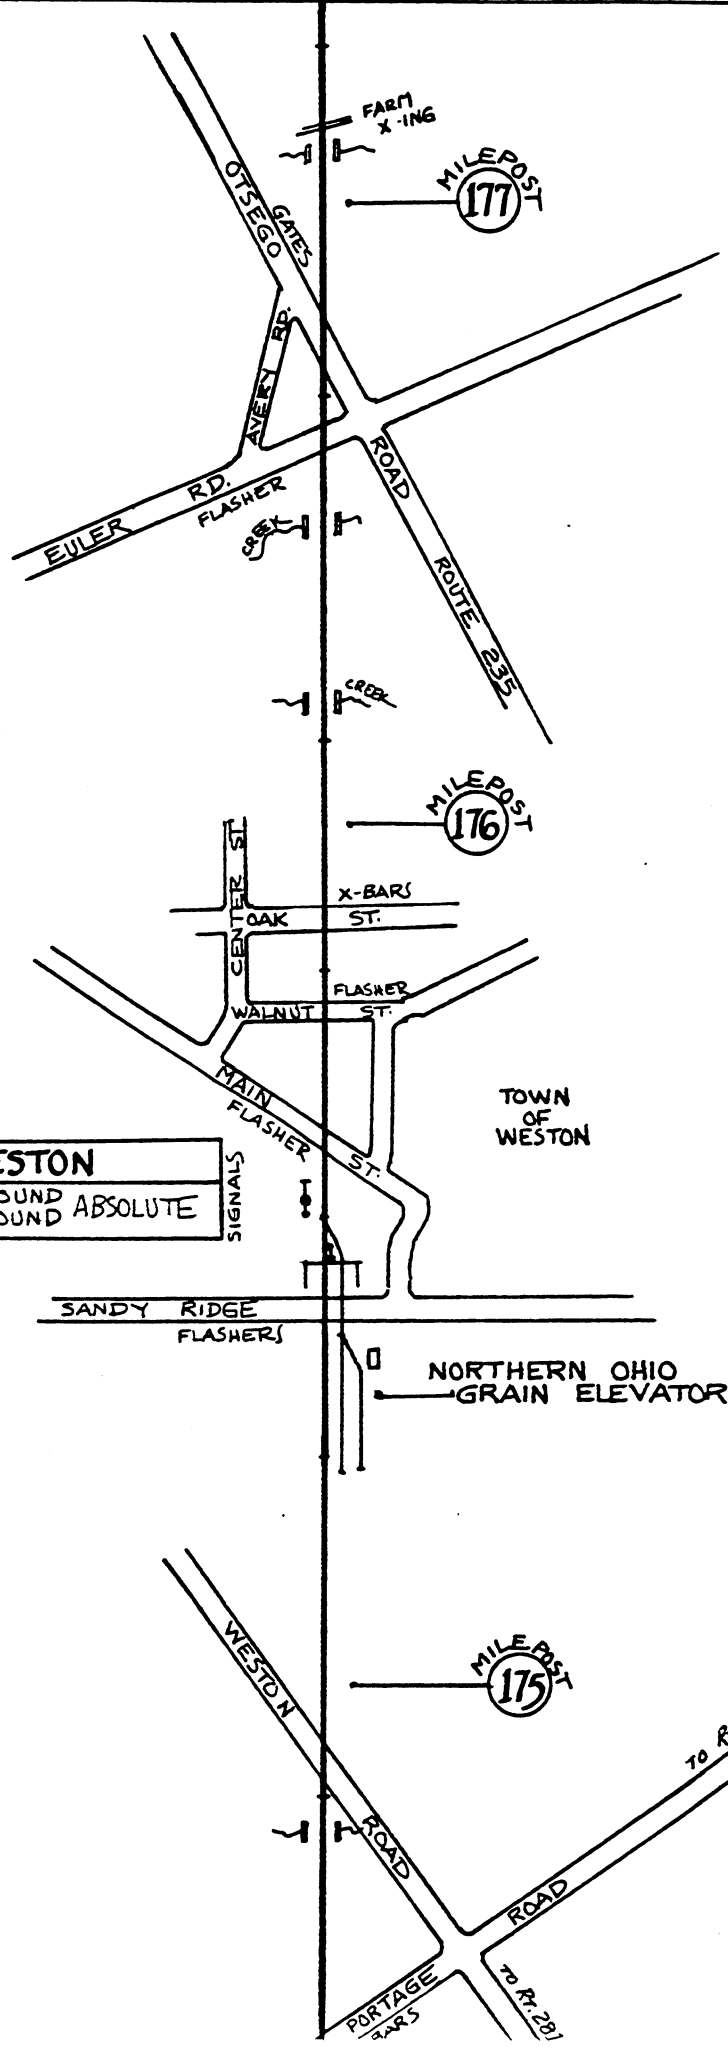 FARM
X-ING
MILEPOST
177
OTSEGO
GATES
AVERY RD.
ROAD
RD.
FLASHER
EULER
CREEK
ROUTE 235
CREEK
MILEPOST
176
CENTER ST.
X-BARS
OAK ST.
FLASHER
WALNUT ST.
MAIN ST.
FLASHER
TOWN
OF
WESTON
ESTON
OUND
OUND ABSOLUTE
SIGNALS
SANDY RIDGE
FLASHERS
NORTHERN OHIO
GRAIN ELEVATOR
MILEPOST
175
WESTON ROAD
TO R
PORTAGE ROAD
BARS
TO RT. 281